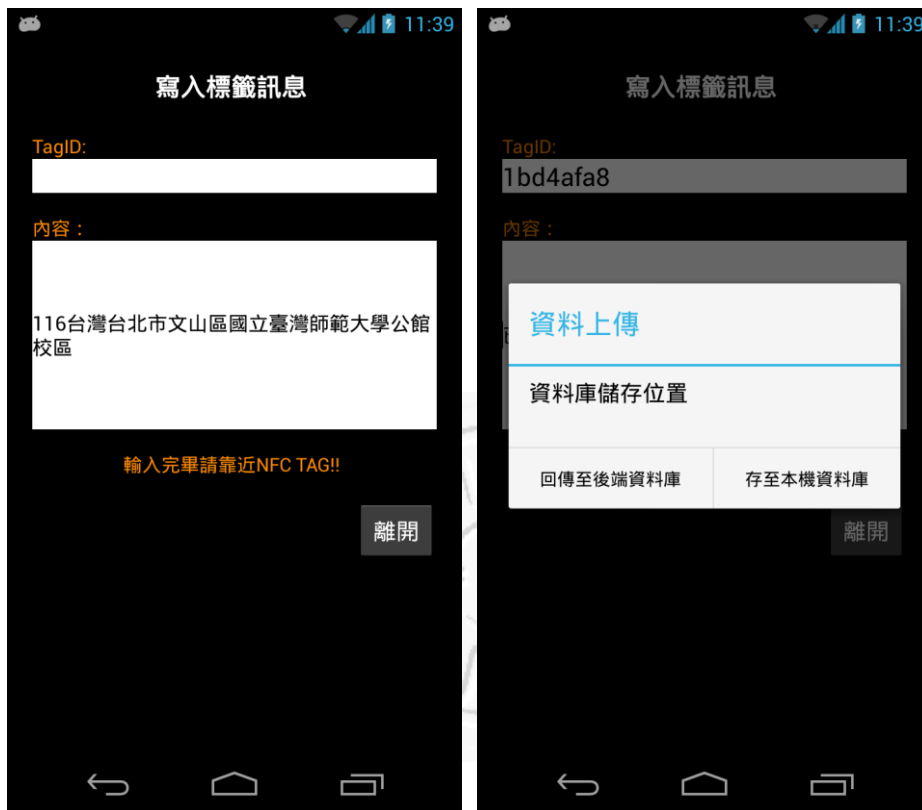 11:39
寫入標籤訊息
TagID:
內容：
116台灣台北市文山區國立臺灣師範大學公館
校區
輸入完畢請靠近NFC TAG!!
離開
11:39
寫入標籤訊息
TagID:
1bd4afa8
內容：
資料上傳
資料庫儲存位置
回傳至後端資料庫
存至本機資料庫
離開